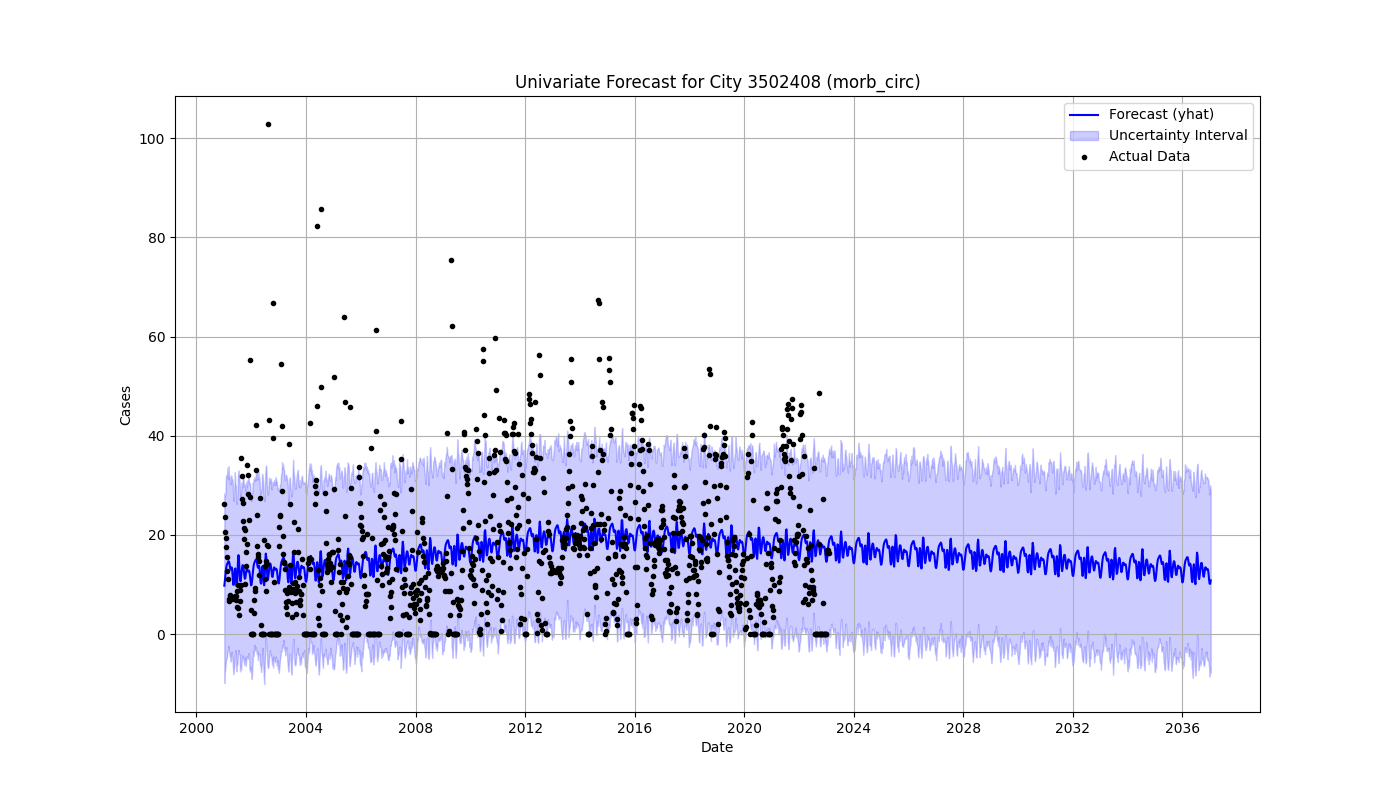 Univariate Forecast for City 3502408 (morb_circ)
Forecast (yhat)
Uncertainty Interval
Actual Data
100
80
60
40
20
0
Cases
2000 2004 2008 2012 2016 2020 2024 2028 2032 2036
Date